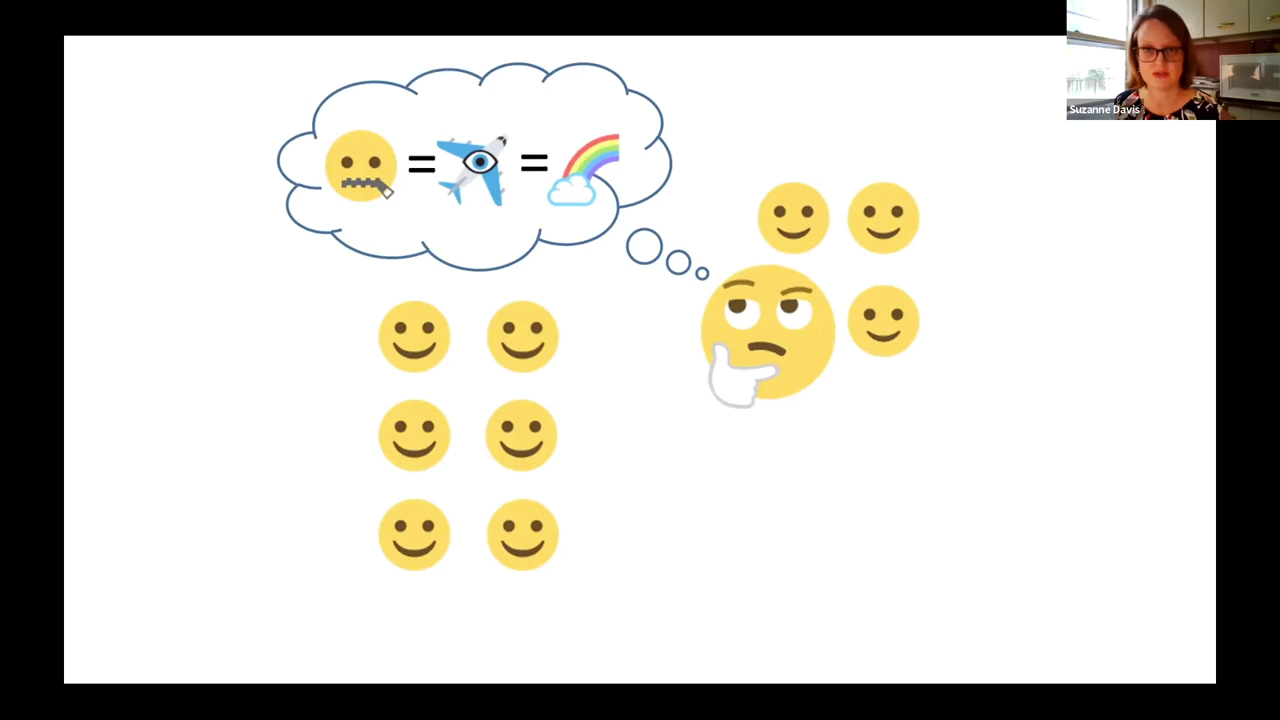 = =
Suzanne Davis